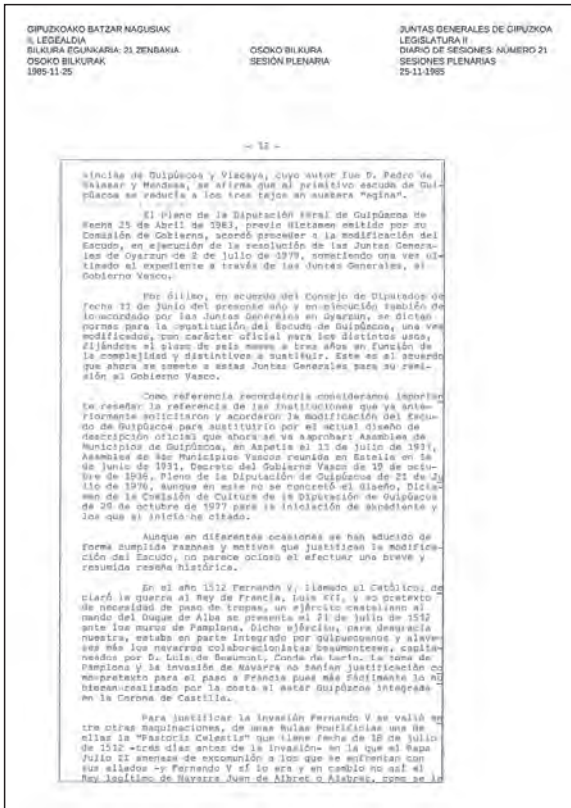 GIPUZKOAKO BATZAR NAGUSIAK
II. LEGEALDIA
BILKURA EGUNKARIA: 21 ZENBAKIA
OSOKO BILKURAK
1985-11-25
OSOKO BILKURA
SESIÓN PLENARIA
JUNTAS GENERALES DE GIPUZKOA
LEGISLATURA II
DIARIO DE SESIONES: NÚMERO 21
SESIONES PLENARIAS
25-11-1985
- 12 -
vincias de Guipúzcoa y Vizcaya, cuyo autor fue D. Pedro de
Salazar y Mendoza, se afirma que el primitivo escudo de Gui-
púzcoa se reducía a los tres tejos en euskera "agina".
El Pleno de la Diputación Foral de Guipúzcoa de
fecha 25 de Abril de 1983, previo dictamen emitido por su
Comisión de Gobierno, acordó proceder a la modificación del
Escudo, en ejecución de la resolución de las Juntas Genera-
les de Oyarzun de 2 de julio de 1979, sometiendo una vez ul-
timado el expediente a través de las Juntas Generales, al
Gobierno Vasco.
Por último, en acuerdo del Consejo de Diputados de
fecha 11 de junio del presente año y en ejecución también de
lo acordado por las Juntas Generales en Oyarzun, se dictan
normas para la sustitución del Escudo de Guipúzcoa, una vez
modificados, con carácter oficial para los distintos usos,
fijándose el plazo de seis meses a tres años en función de
la complejidad y distintivos a sustituir. Este es el acuerdo
que ahora se somete a estas Juntas Generales para su remi-
sión al Gobierno Vasco.
Como referencia recordatoria consideramos importan
te reseñar la referencia de las instituciones que ya ante-
riormente solicitaron y acordaron la modificación del Escu-
do de Guipúzcoa para sustituirlo por el actual diseño de
descripción oficial que ahora se va aprobar: Asamblea de
Municipios de Guipúzcoa, en Azpeitia el 11 de julio de 1931,
Asamblea de Municipios Vascos reunida en Estella en 14
de junio de 1931, Decreto del Gobierno Vasco de 19 de octu-
bre de 1936, Pleno de la Diputación de Guipúzcoa de 21 de Ju
lio de 1976, aunque en este no se concretó el diseño, Dicta-
men de la Comisión de Cultura de la Diputación de Guipúzcoa
de 29 de octubre de 1977 para la iniciación de expediente y
los que al inicio he citado.
Aunque en diferentes ocasiones se han aducido de
forma cumplida razones y motivos que justifican la modifica-
ción del Escudo, no parece ocioso el efectuar una breve y
resumida reseña histórica.
En el año 1512 Fernando V, llamado el Católico, de
claró la guerra al Rey de Francia, Luis XII, y so pretexto
de necesidad de paso de tropas, un ejército castellano al
mando del Duque de Alba se presenta el 21 de julio de 1512
ante los muros de Pamplona. Dicho ejército, para desgracia
nuestra, estaba en parte integrado por guipuzcoanos y alave-
ses más los navarros colaboracionistas beaumonteses, capita-
neados por D. Luis de Beaumont, Conde de Lerín. La toma de
Pamplona y la invasión de Navarra no tenían justificación co
mo pretexto para el paso a Francia pues más fácilmente lo hu
biesen realizado por la costa al estar Guipúzcoa integrada
en la Corona de Castilla.
Para justificar la invasión Fernando V se valió en
tre otras maquinaciones, de unas Bulas Pontificias una de
ellas la "Pastoris Celestis" que tiene fecha de 18 de julio
de 1512 -tres días antes de la invasión- en la que el Papa
Julio II amenaza de excomunión a los que se enfrentan con
sus aliados -y Fernando V sí lo era y en cambio no así el
Rey legítimo de Navarra Juan de Albret o Alabrez, como se le